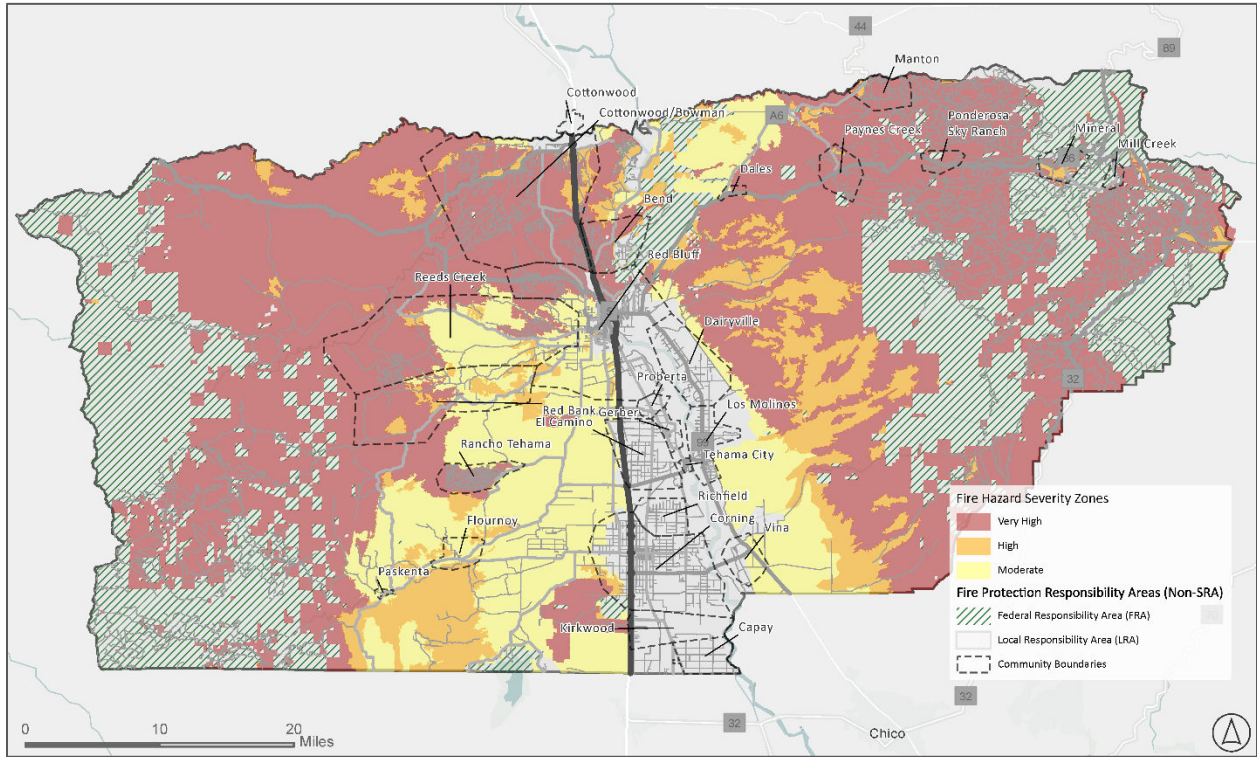 44
89
Manton
Cottonwood
Cottonwood/Bowman
A6
Paynes Creek
Ponderosa
Sky Ranch
Mineral
36
Mill Creek
Dales
Bend
Red Bluff
Reeds Creek
Dairyville
Proberta
32
Red Bank
Gerber
Los Molinos
El Camino
99
Rancho Tehama
Tehama City
Richfield
Corning
Flournoy
Vina
Paskenta
Kirkwood
Capay
Fire Hazard Severity Zones
Very High
High
Moderate
Fire Protection Responsibility Areas (Non-SRA)
Federal Responsibility Area (FRA)
Local Responsibility Area (LRA)
Community Boundaries
32
32
Chico
0 10 20
Miles